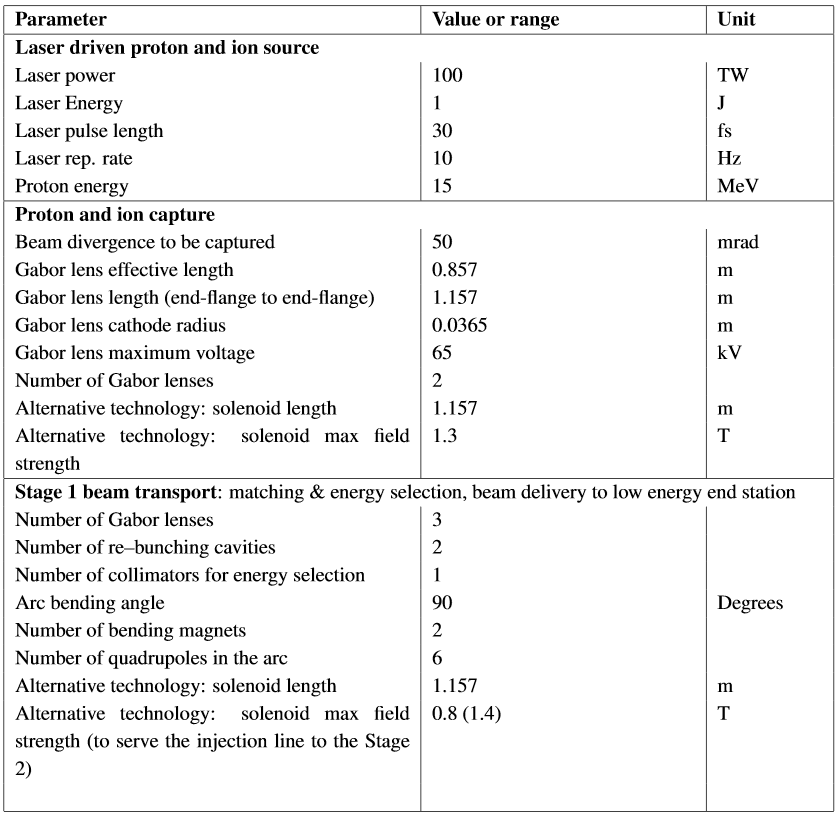 Parameter Value or range Unit
Laser driven proton and ion source
Laser power 100 TW
Laser Energy 1 J
Laser pulse length 30 fs
Laser rep. rate 10 Hz
Proton energy 15 MeV
Proton and ion capture
Beam divergence to be captured 50 mrad
Gabor lens effective length 0.857 m
Gabor lens length (end-flange to end-flange) 1.157 m
Gabor lens cathode radius 0.0365 m
Gabor lens maximum voltage 65 kV
Number of Gabor lenses 2
Alternative technology: solenoid length 1.157 m
Alternative technology: solenoid max field 1.3 T
strength
Stage 1 beam transport: matching & energy selection, beam delivery to low energy end station
Number of Gabor lenses 3
Number of re–bunching cavities 2
Number of collimators for energy selection 1
Arc bending angle 90 Degrees
Number of bending magnets 2
Number of quadrupoles in the arc 6
Alternative technology: solenoid length 1.157 m
Alternative technology: solenoid max field 0.8 (1.4) T
strength (to serve the injection line to the Stage
2)